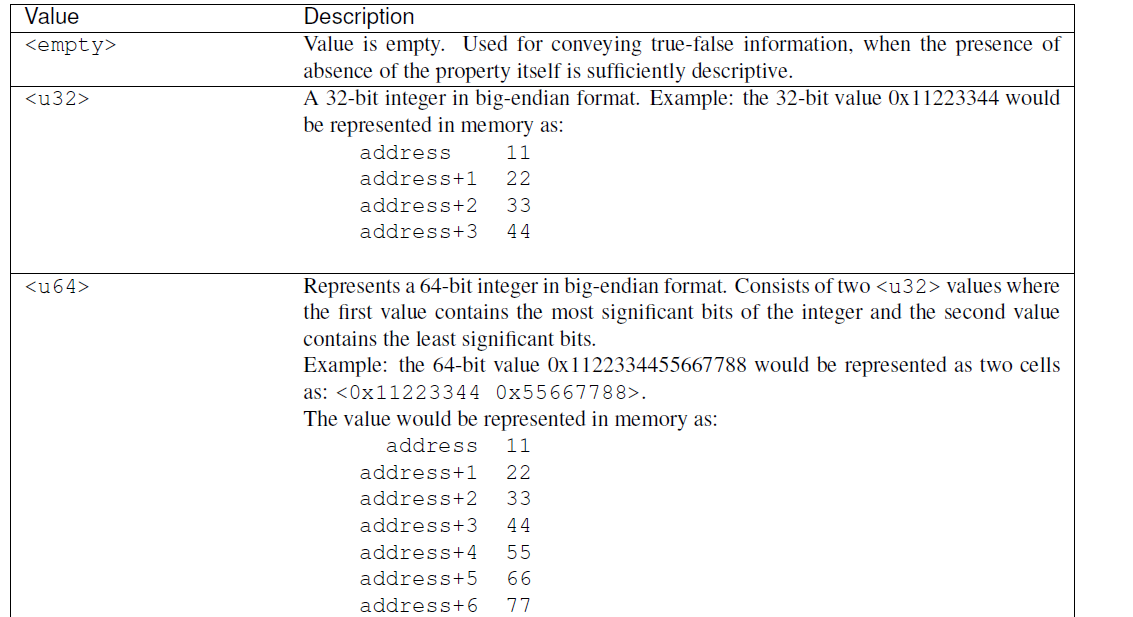 Value Description
<empty> Value is empty. Used for conveying true-false information, when the presence of
absence of the property itself is sufficiently descriptive.
<u32> A 32-bit integer in big-endian format. Example: the 32-bit value 0x11223344 would
be represented in memory as:
address 11
address+1 22
address+2 33
address+3 44
<u64> Represents a 64-bit integer in big-endian format. Consists of two <u32> values where
the first value contains the most significant bits of the integer and the second value
contains the least significant bits.
Example: the 64-bit value 0x1122334455667788 would be represented as two cells
as: <0x11223344 0x55667788>.
The value would be represented in memory as:
address 11
address+1 22
address+2 33
address+3 44
address+4 55
address+5 66
address+6 77